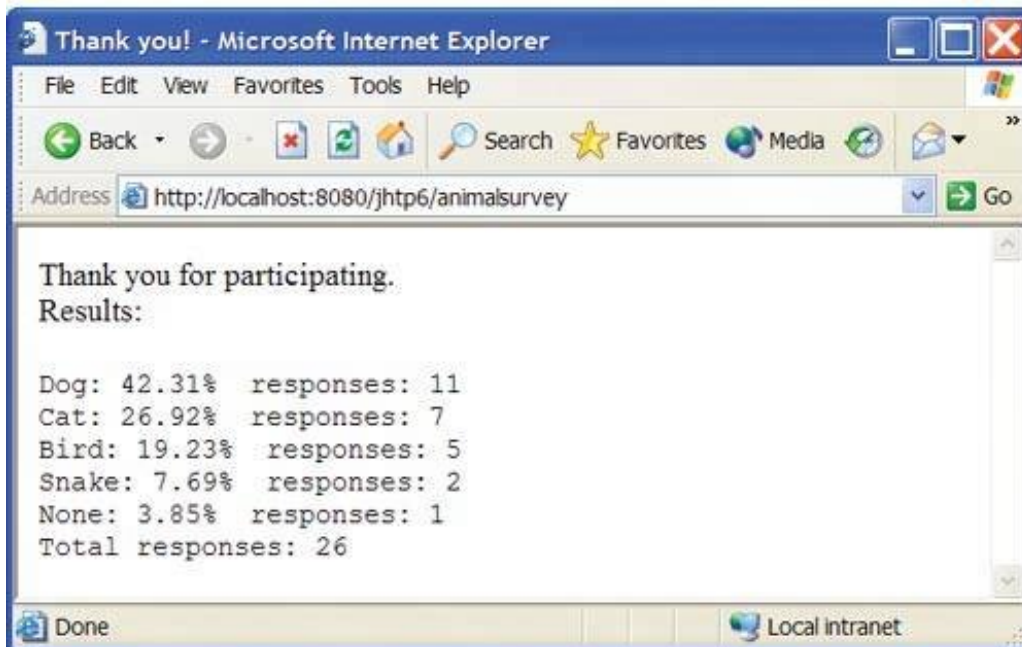 Thank you! - Microsoft Internet Explorer
File Edit View Favorites Tools Help
Back Search Favorites Media »
Address http://localhost:8080/jhtp6/animalsurvey Go
Thank you for participating.
Results:
Dog: 42.31%  responses: 11
Cat: 26.92%  responses: 7
Bird: 19.23%  responses: 5
Snake: 7.69%  responses: 2
None: 3.85%  responses: 1
Total responses: 26
Done Local intranet